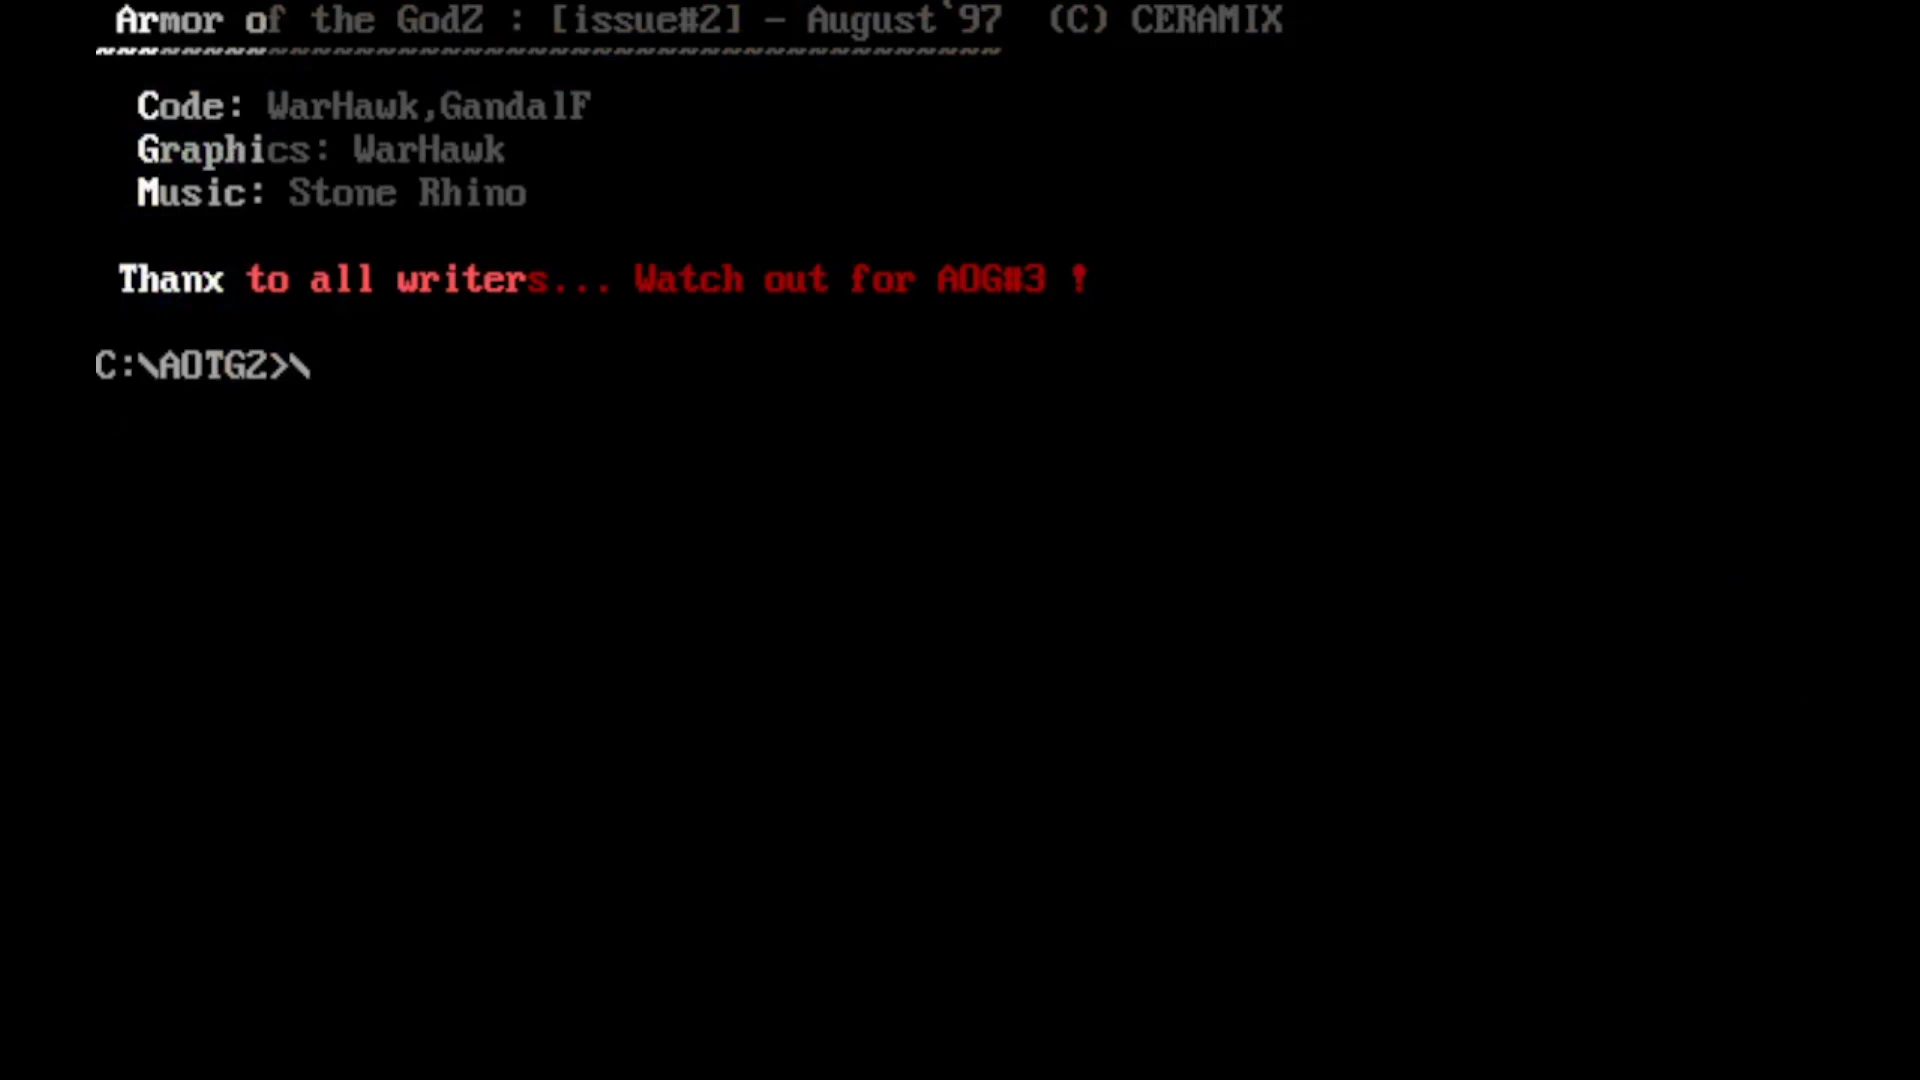 Armor of the GodZ : [issue#2] - August`97  (C) CERAMIX
~~~~~~~~~~~~~~~~~~~~~~~~~~~~~~~~~~~~~~~~~~
Code: WarHawk,GandalF
Graphics: WarHawk
Music: Stone Rhino
Thanx to all writers... Watch out for AOG#3 !
C:\AOTG2>\